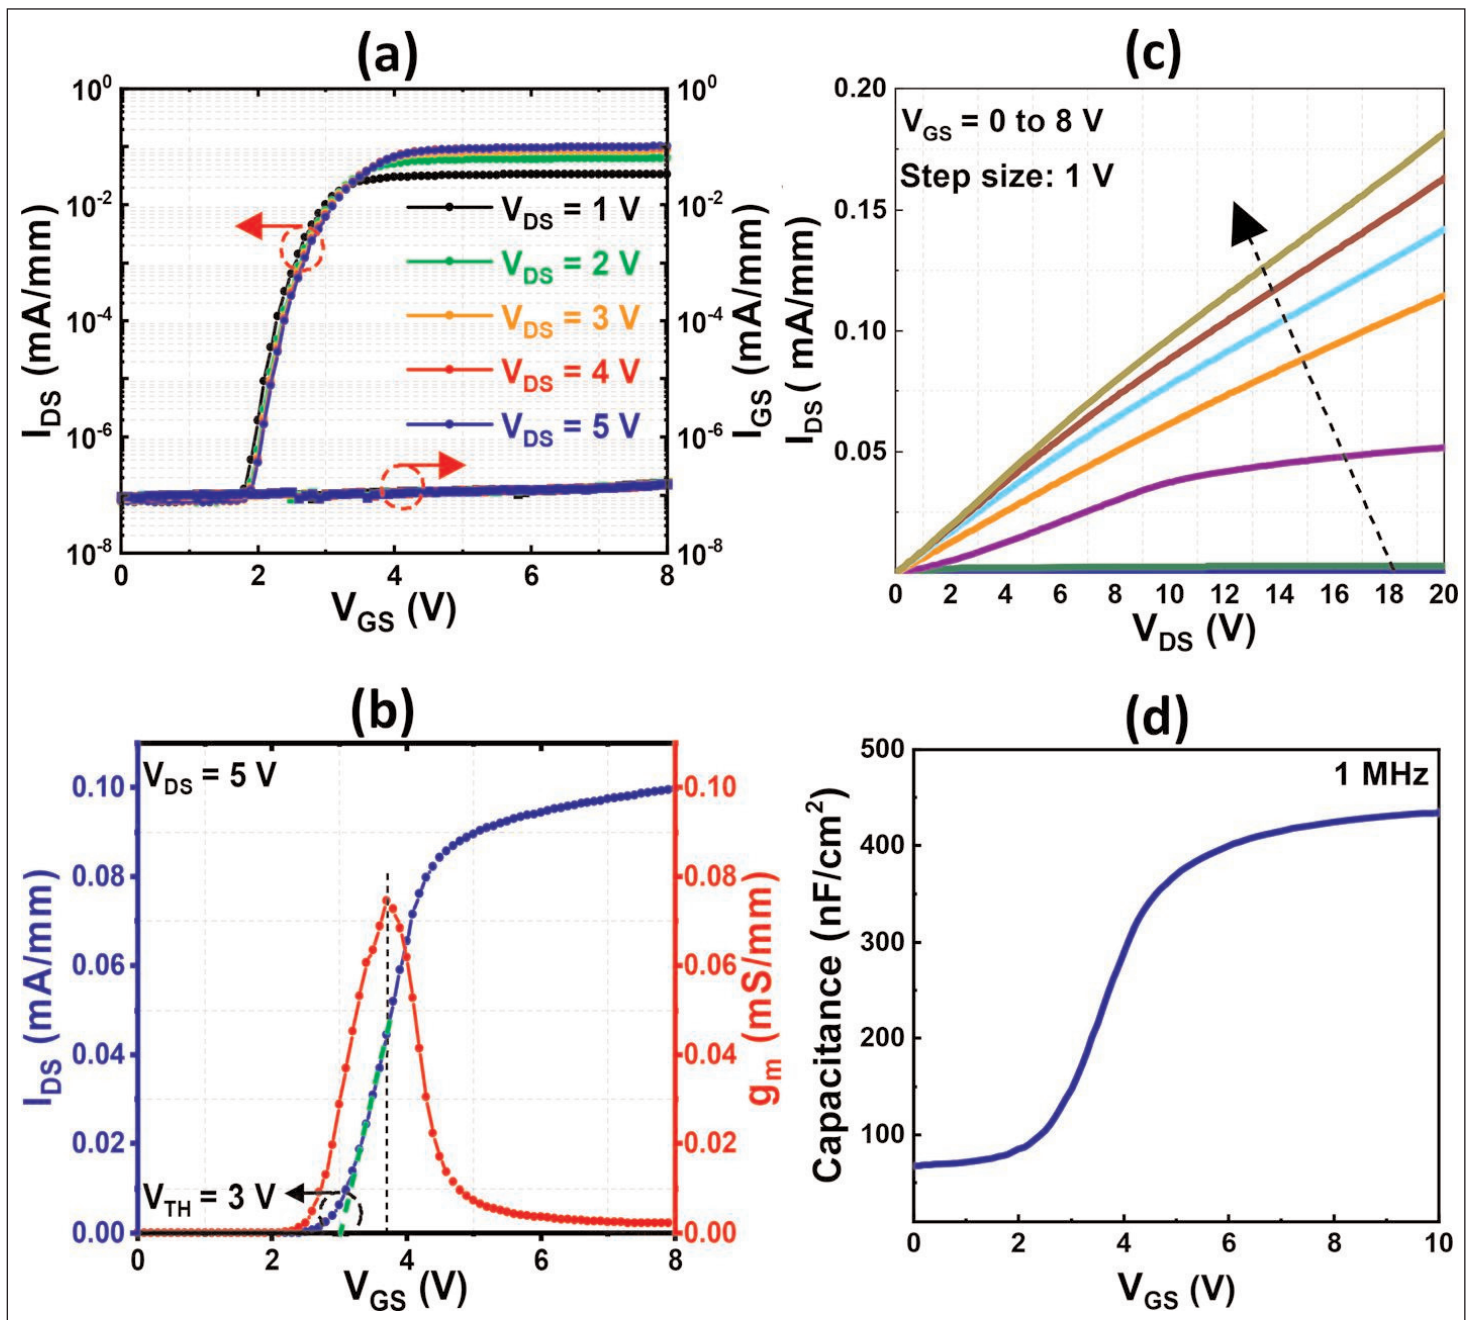 (a)
10⁰
10⁻²
10⁻⁴
10⁻⁶
10⁻⁸
I_DS (mA/mm)
V_DS = 1 V
V_DS = 2 V
V_DS = 3 V
V_DS = 4 V
V_DS = 5 V
10⁰
10⁻²
10⁻⁴
10⁻⁶
10⁻⁸
I_GS (mA/mm)
0 2 4 6 8
V_GS (V)
(c)
V_GS = 0 to 8 V
Step size: 1 V
0.20
0.15
0.10
0.05
I_DS ( mA/mm)
0 2 4 6 8 10 12 14 16 18 20
V_DS (V)
(b)
V_DS = 5 V
0.10
0.08
0.06
0.04
0.02
0.00
I_DS (mA/mm)
V_TH = 3 V
0.10
0.08
0.06
0.04
0.02
0.00
g_m (mS/mm)
0 2 4 6 8
V_GS (V)
(d)
1 MHz
500
400
300
200
100
0
Capacitance (nF/cm²)
0 2 4 6 8 10
V_GS (V)